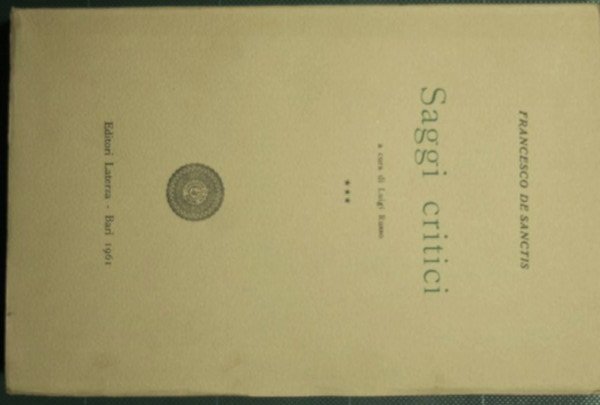 FRANCESCO DE SANCTIS
Saggi critici
a cura di Luigi Russo
***
Editori Laterza - Bari 1961